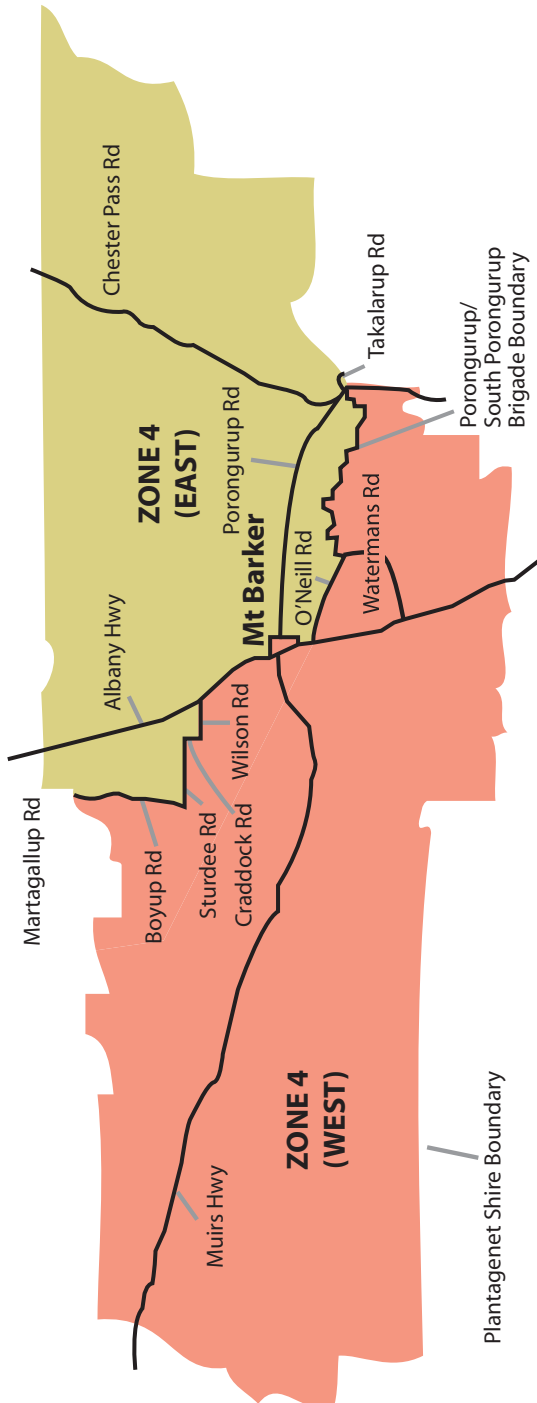 Martagallup Rd
Albany Hwy
Chester Pass Rd
Boyup Rd
Sturdee Rd
Craddock Rd
Wilson Rd
ZONE 4
(EAST)
Porongurup Rd
Mt Barker
O'Neill Rd
Watermans Rd
Takalarup Rd
Porongurup/
South Porongurup
Brigade Boundary
Muirs Hwy
ZONE 4
(WEST)
Plantagenet Shire Boundary